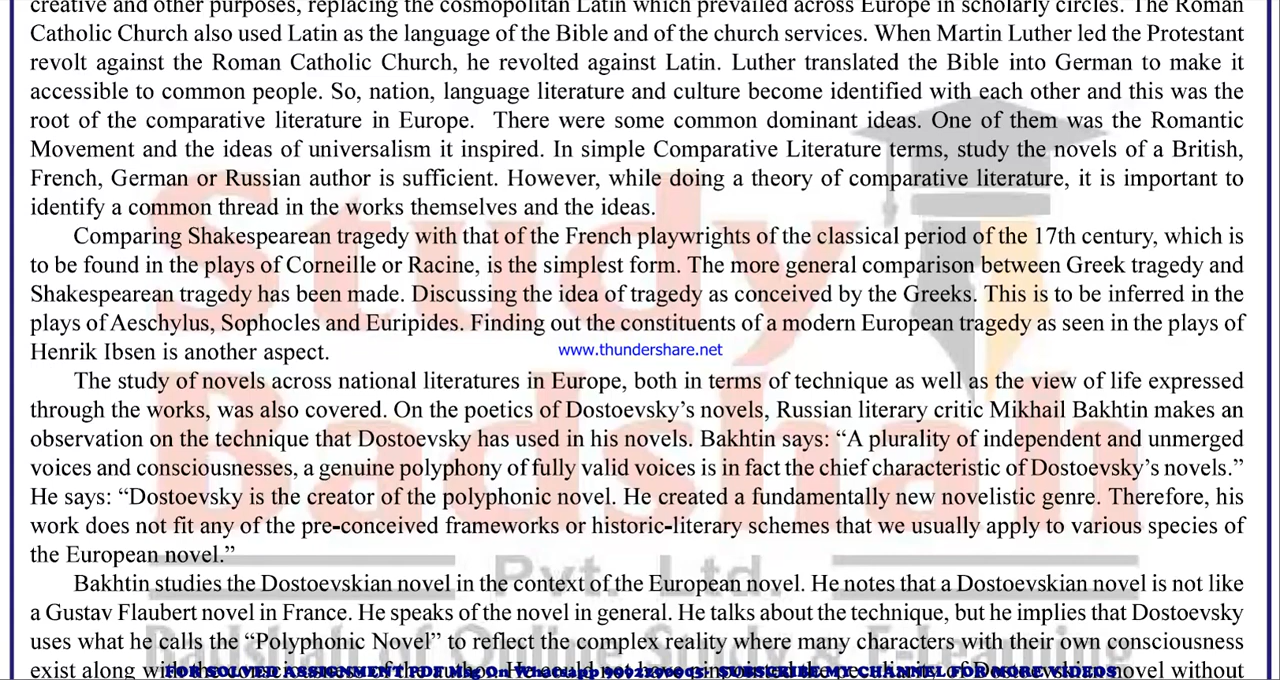 creative and other purposes, replacing the cosmopolitan Latin which prevailed across Europe in scholarly circles. The Roman
Catholic Church also used Latin as the language of the Bible and of the church services. When Martin Luther led the Protestant
revolt against the Roman Catholic Church, he revolted against Latin. Luther translated the Bible into German to make it
accessible to common people. So, nation, language literature and culture become identified with each other and this was the
root of the comparative literature in Europe. There were some common dominant ideas. One of them was the Romantic
Movement and the ideas of universalism it inspired. In simple Comparative Literature terms, study the novels of a British,
French, German or Russian author is sufficient. However, while doing a theory of comparative literature, it is important to
identify a common thread in the works themselves and the ideas.
Comparing Shakespearean tragedy with that of the French playwrights of the classical period of the 17th century, which is
to be found in the plays of Corneille or Racine, is the simplest form. The more general comparison between Greek tragedy and
Shakespearean tragedy has been made. Discussing the idea of tragedy as conceived by the Greeks. This is to be inferred in the
plays of Aeschylus, Sophocles and Euripides. Finding out the constituents of a modern European tragedy as seen in the plays of
Henrik Ibsen is another aspect.
www.thundershare.net
The study of novels across national literatures in Europe, both in terms of technique as well as the view of life expressed
through the works, was also covered. On the poetics of Dostoevsky's novels, Russian literary critic Mikhail Bakhtin makes an
observation on the technique that Dostoevsky has used in his novels. Bakhtin says: “A plurality of independent and unmerged
voices and consciousnesses, a genuine polyphony of fully valid voices is in fact the chief characteristic of Dostoevsky's novels.”
He says: “Dostoevsky is the creator of the polyphonic novel. He created a fundamentally new novelistic genre. Therefore, his
work does not fit any of the pre-conceived frameworks or historic-literary schemes that we usually apply to various species of
the European novel.”
Bakhtin studies the Dostoevskian novel in the context of the European novel. He notes that a Dostoevskian novel is not like
a Gustav Flaubert novel in France. He speaks of the novel in general. He talks about the technique, but he implies that Dostoevsky
uses what he calls the “Polyphonic Novel” to reflect the complex reality where many characters with their own consciousness
exist along novel without
FOR SOLVED ASSIGNMENT PDF Msg On Whatsapp SUBSCRIBE MY CHANNEL FOR MORE VIDEOS
Study
Badshah
Pvt. Ltd.